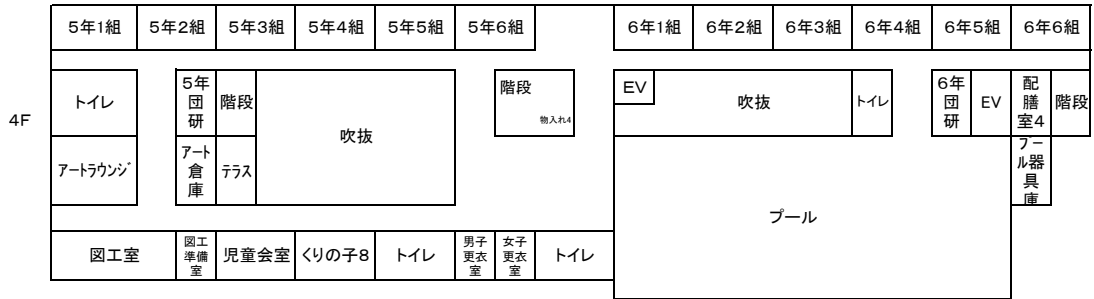 5年1組 5年2組 5年3組 5年4組 5年5組 5年6組 6年1組 6年2組 6年3組 6年4組 6年5組 6年6組
4F
トイレ
5年
団
研
階段
吹抜
階段
物入れ4
EV
吹抜
トイレ
6年
団
研
EV
配
膳
室4
階段
アートラウンジ
アート
倉
庫
テラス
プール
プー
ル器
具
庫
図工室
図工
準備
室
児童会室
くりの子8
トイレ
男子
更衣
室
女子
更衣
室
トイレ